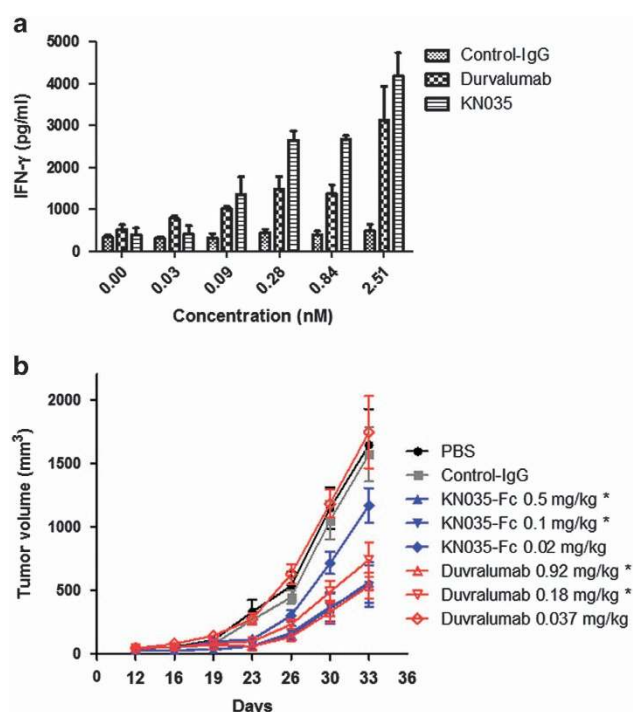 a
IFN-γ (pg/ml)
5000
4000
3000
2000
1000
0
0.00 0.03 0.09 0.28 0.84 2.51
Concentration (nM)
Control-IgG
Durvalumab
KN035
b
Tumor volume (mm³)
2000
1500
1000
500
0
0 12 16 19 23 26 30 33 36
Days
PBS
Control-IgG
KN035-Fc 0.5 mg/kg *
KN035-Fc 0.1 mg/kg *
KN035-Fc 0.02 mg/kg
Duvralumab 0.92 mg/kg *
Duvralumab 0.18 mg/kg *
Duvralumab 0.037 mg/kg